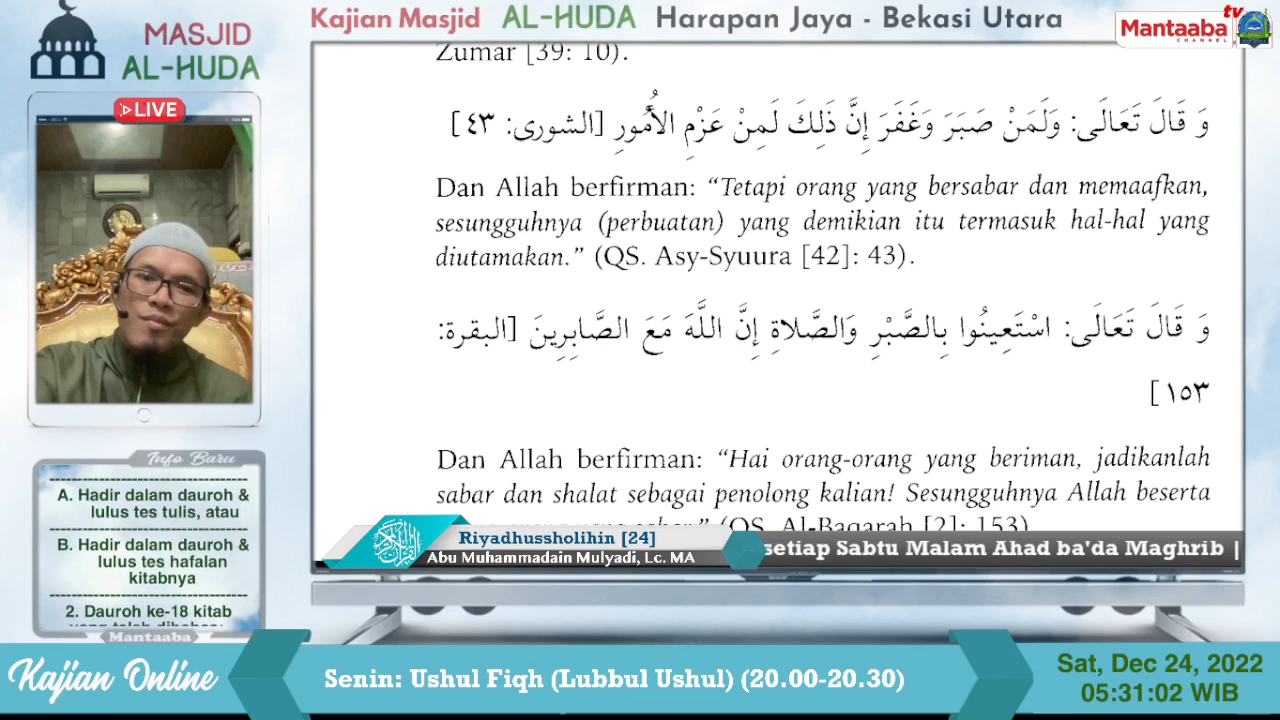 MASJID
AL-HUDA
Kajian Masjid AL-HUDA Harapan Jaya - Bekasi Utara
Mantaaba tv
CHANNEL
LIVE
Zumar [39: 10).
وَ قَالَ تَعَالَى: وَلَمَنْ صَبَرَ وَغَفَرَ إِنَّ ذَلِكَ لَمِنْ عَزْمِ الأُمُورِ [الشورى: ٤٣]
Dan Allah berfirman: “Tetapi orang yang bersabar dan memaafkan,
sesungguhnya (perbuatan) yang demikian itu termasuk hal-hal yang
diutamakan.” (QS. Asy-Syuura [42]: 43).
وَ قَالَ تَعَالَى: اسْتَعِينُوا بِالصَّبْرِ وَالصَّلاةِ إِنَّ اللَّهَ مَعَ الصَّابِرِينَ [البقرة:
١٥٣]
Dan Allah berfirman: “Hai orang-orang yang beriman, jadikanlah
sabar dan shalat sebagai penolong kalian! Sesungguhnya Allah beserta
(QS. Al-Baqarah [2]: 153)
Info Baru
A. Hadir dalam dauroh &
lulus tes tulis, atau
B. Hadir dalam dauroh &
lulus tes hafalan
kitabnya
2. Dauroh ke-18 kitab
yang telah dibahas:
Mantaaba
Riyadhussholihin [24]
Abu Muhammadain Mulyadi, Lc. MA
setiap Sabtu Malam Ahad ba'da Maghrib |
Kajian Online
Senin: Ushul Fiqh (Lubbul Ushul) (20.00-20.30)
Sat, Dec 24, 2022
05:31:02 WIB